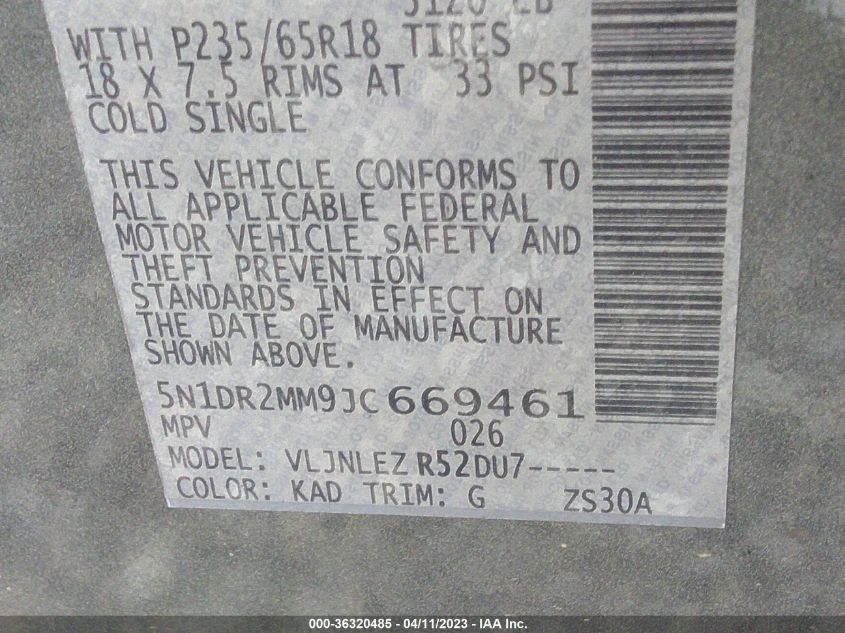 WITH P235/65R18 TIRES
18 X 7.5 RIMS AT 33 PSI
COLD SINGLE
THIS VEHICLE CONFORMS TO
ALL APPLICABLE FEDERAL
MOTOR VEHICLE SAFETY AND
THEFT PREVENTION
STANDARDS IN EFFECT ON
THE DATE OF MANUFACTURE
SHOWN ABOVE.
5N1DR2MM9JC669461
MPV 026
MODEL: VLJNLEZ R52DU7-----
COLOR: KAD TRIM: G ZS30A
000-36320485 - 04/11/2023 - IAA Inc.